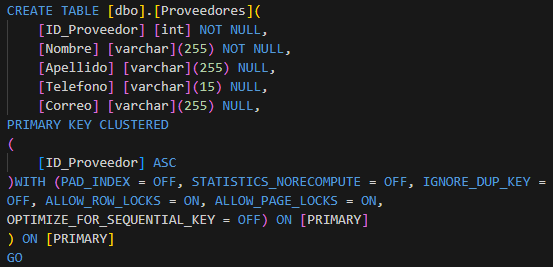 CREATE TABLE [dbo].[Proveedores](
    [ID_Proveedor] [int] NOT NULL,
    [Nombre] [varchar](255) NOT NULL,
    [Apellido] [varchar](255) NULL,
    [Telefono] [varchar](15) NULL,
    [Correo] [varchar](255) NULL,
PRIMARY KEY CLUSTERED
(
    [ID_Proveedor] ASC
)WITH (PAD_INDEX = OFF, STATISTICS_NORECOMPUTE = OFF, IGNORE_DUP_KEY =
OFF, ALLOW_ROW_LOCKS = ON, ALLOW_PAGE_LOCKS = ON,
OPTIMIZE_FOR_SEQUENTIAL_KEY = OFF) ON [PRIMARY]
) ON [PRIMARY]
GO